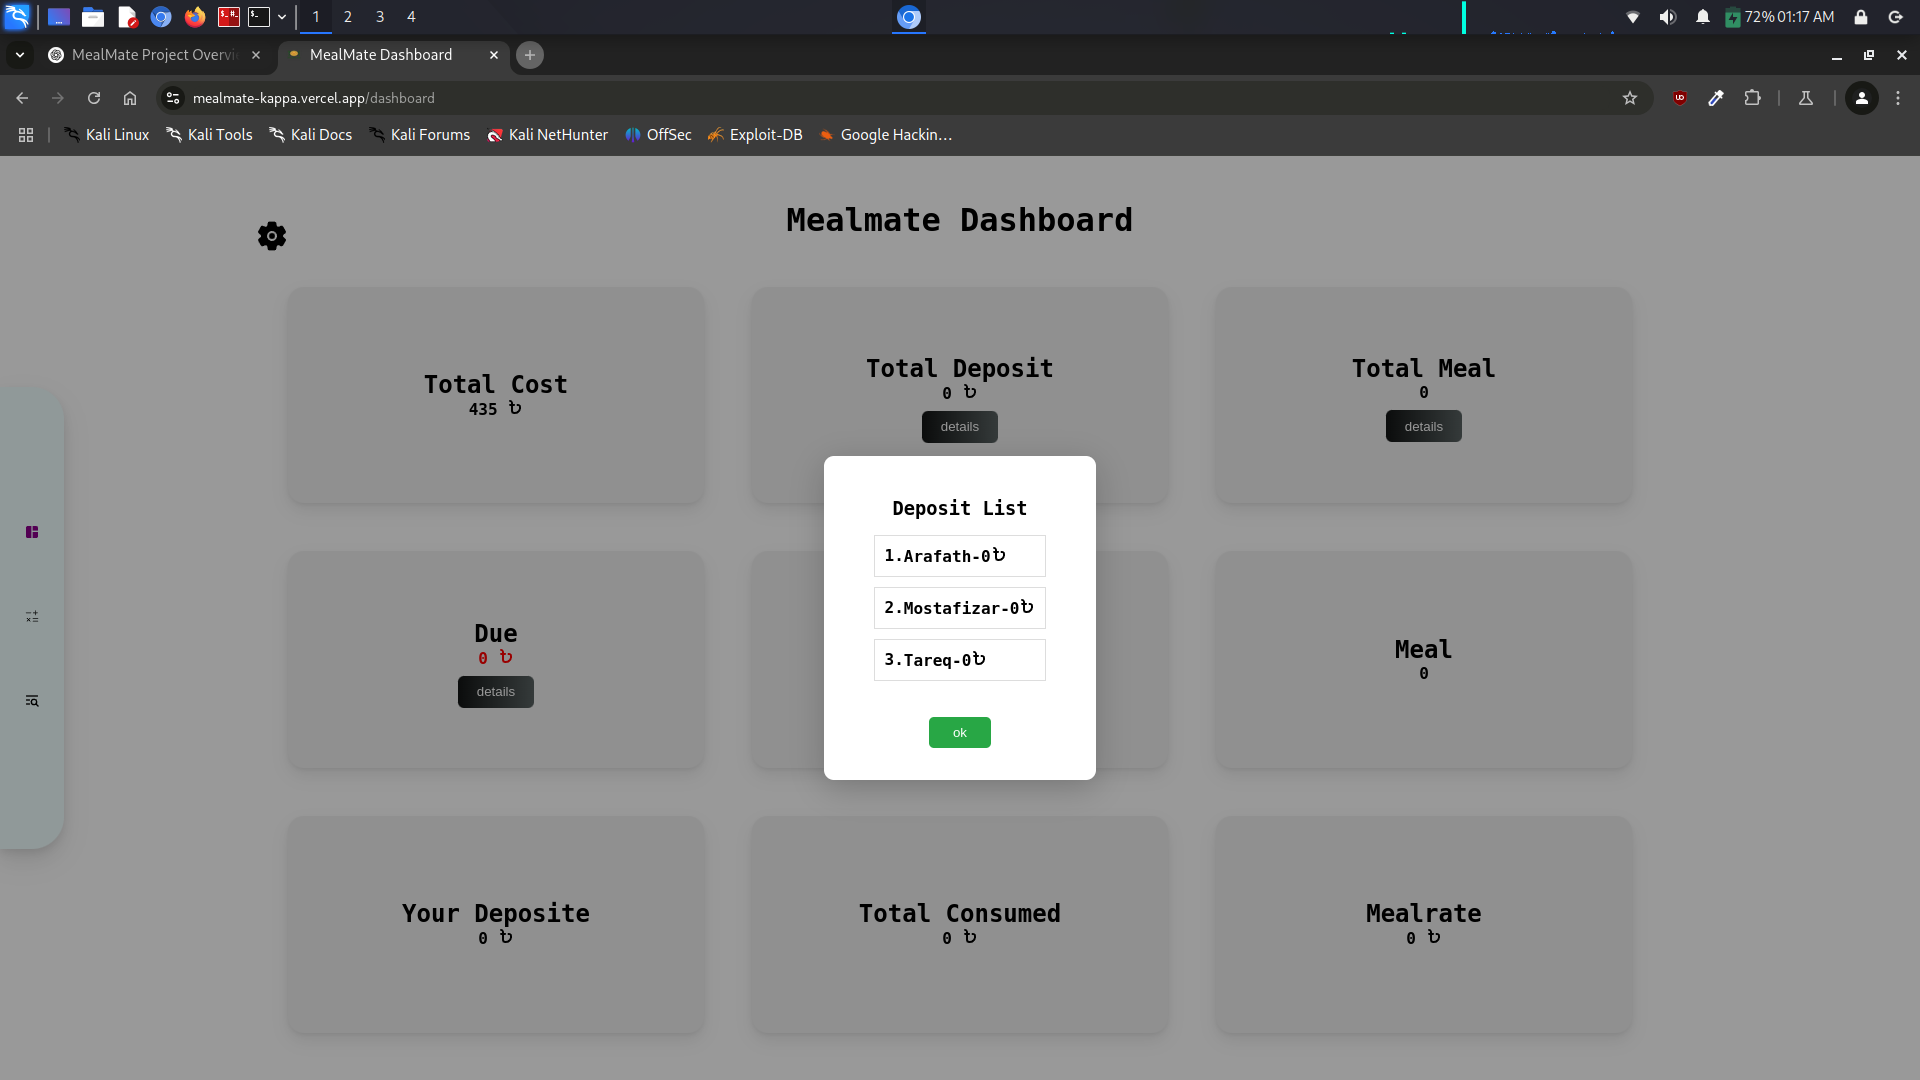 1 2 3 4
72% 01:17 AM
MealMate Project Overvi
MealMate Dashboard
mealmate-kappa.vercel.app/dashboard
Kali Linux Kali Tools Kali Docs Kali Forums Kali NetHunter OffSec Exploit-DB Google Hackin…
Mealmate Dashboard
Total Cost
435 ৳
Total Deposit
0 ৳
details
Total Meal
0
details
Deposit List
1.Arafath-0৳
2.Mostafizar-0৳
3.Tareq-0৳
ok
Due
0 ৳
details
Meal
0
Your Deposite
0 ৳
Total Consumed
0 ৳
Mealrate
0 ৳